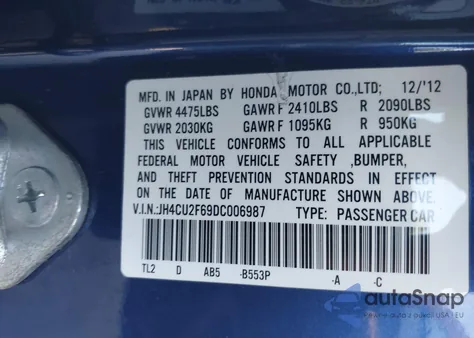 MFD. IN JAPAN BY HONDA MOTOR CO.,LTD; 12/'12
GVWR 4475LBS GAWR F 2410LBS R 2090LBS
GVWR 2030KG GAWR F 1095KG R 950KG
THIS VEHICLE CONFORMS TO ALL APPLICABLE
FEDERAL MOTOR VEHICLE SAFETY ,BUMPER,
AND THEFT PREVENTION STANDARDS IN EFFECT
ON THE DATE OF MANUFACTURE SHOWN ABOVE.
V.I.N.:JH4CU2F69DC006987 TYPE: PASSENGER CAR
TL2 D AB5 -B553P -A -C
autoSnap